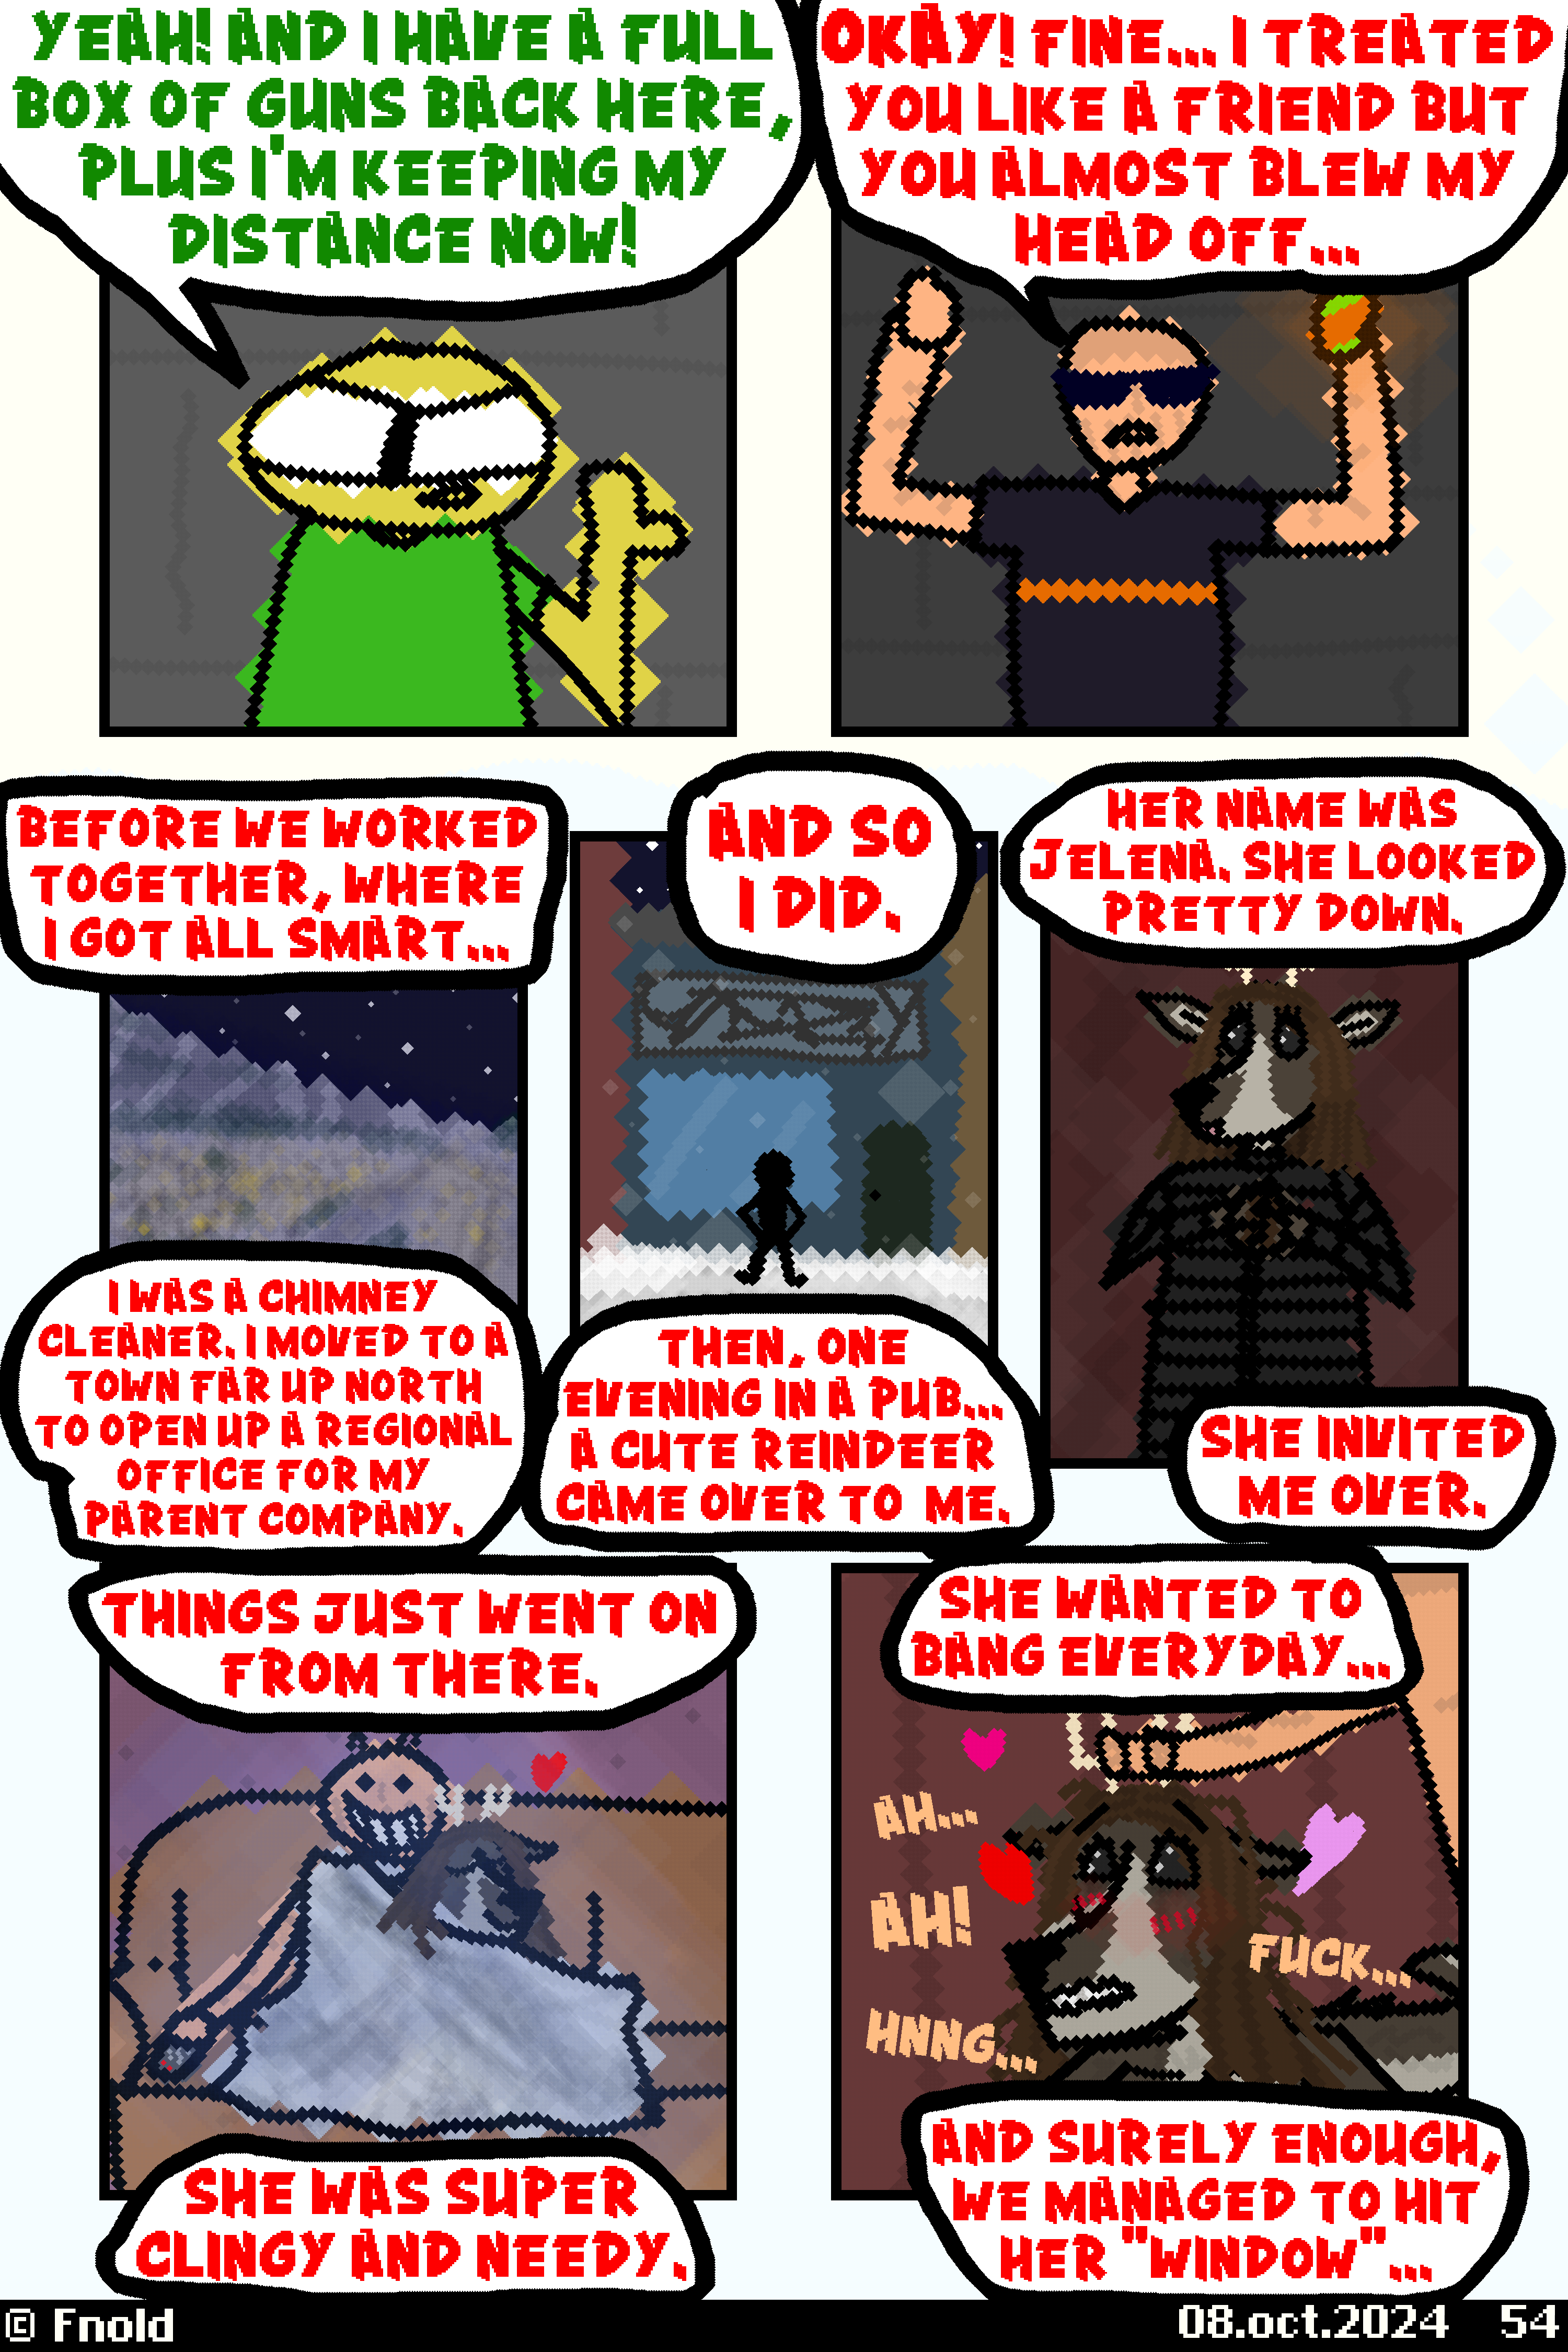 YEAH! AND I HAVE A FULL
BOX OF GUNS BACK HERE,
PLUS I'M KEEPING MY
DISTANCE NOW!
OKAY! FINE... I TREATED
YOU LIKE A FRIEND BUT
YOU ALMOST BLEW MY
HEAD OFF...
BEFORE WE WORKED
TOGETHER, WHERE
I GOT ALL SMART...
I WAS A CHIMNEY
CLEANER. I MOVED TO A
TOWN FAR UP NORTH
TO OPEN UP A REGIONAL
OFFICE FOR MY
PARENT COMPANY.
AND SO
I DID.
THEN, ONE
EVENING IN A PUB...
A CUTE REINDEER
CAME OVER TO ME.
HER NAME WAS
JELENA. SHE LOOKED
PRETTY DOWN.
SHE INVITED
ME OVER.
THINGS JUST WENT ON
FROM THERE.
SHE WAS SUPER
CLINGY AND NEEDY.
SHE WANTED TO
BANG EVERYDAY...
AH...
AH!
FUCK...
HNNG...
AND SURELY ENOUGH,
WE MANAGED TO HIT
HER "WINDOW"...
© Fnold
08.oct.2024 54